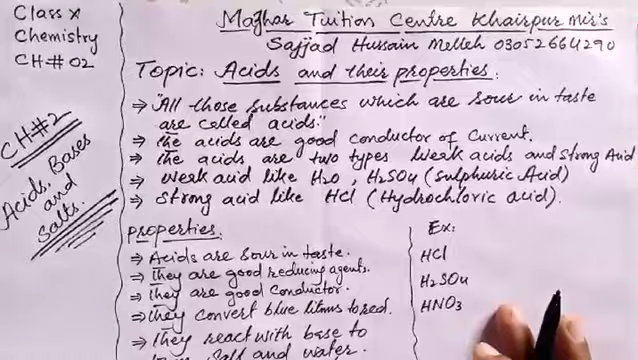 Class X
Chemistry
CH# 02
Majhar Tuition Centre Khairpur Mir's
Sajjad Hussain Melleh 03052664290
Topic: Acids and their properties.
CH#2
Acids, Bases
and
Salts.
⇒ "All those substances which are sour in taste
are called acids."
⇒ The acids are good conductor of Current.
⇒ The acids are two types Weak acids and Strong Acid
⇒ Weak acid like H2O, H2SO4 (Sulphuric Acid)
⇒ Strong acid like HCl (Hydrochloric acid).
properties.
⇒ Acids are sour in taste.
⇒ They are good reducing agents.
⇒ They are good conductor.
⇒ They convert blue litmus to red.
⇒ They react with base to
salt and water.
Ex:
HCl
H2SO4
HNO3